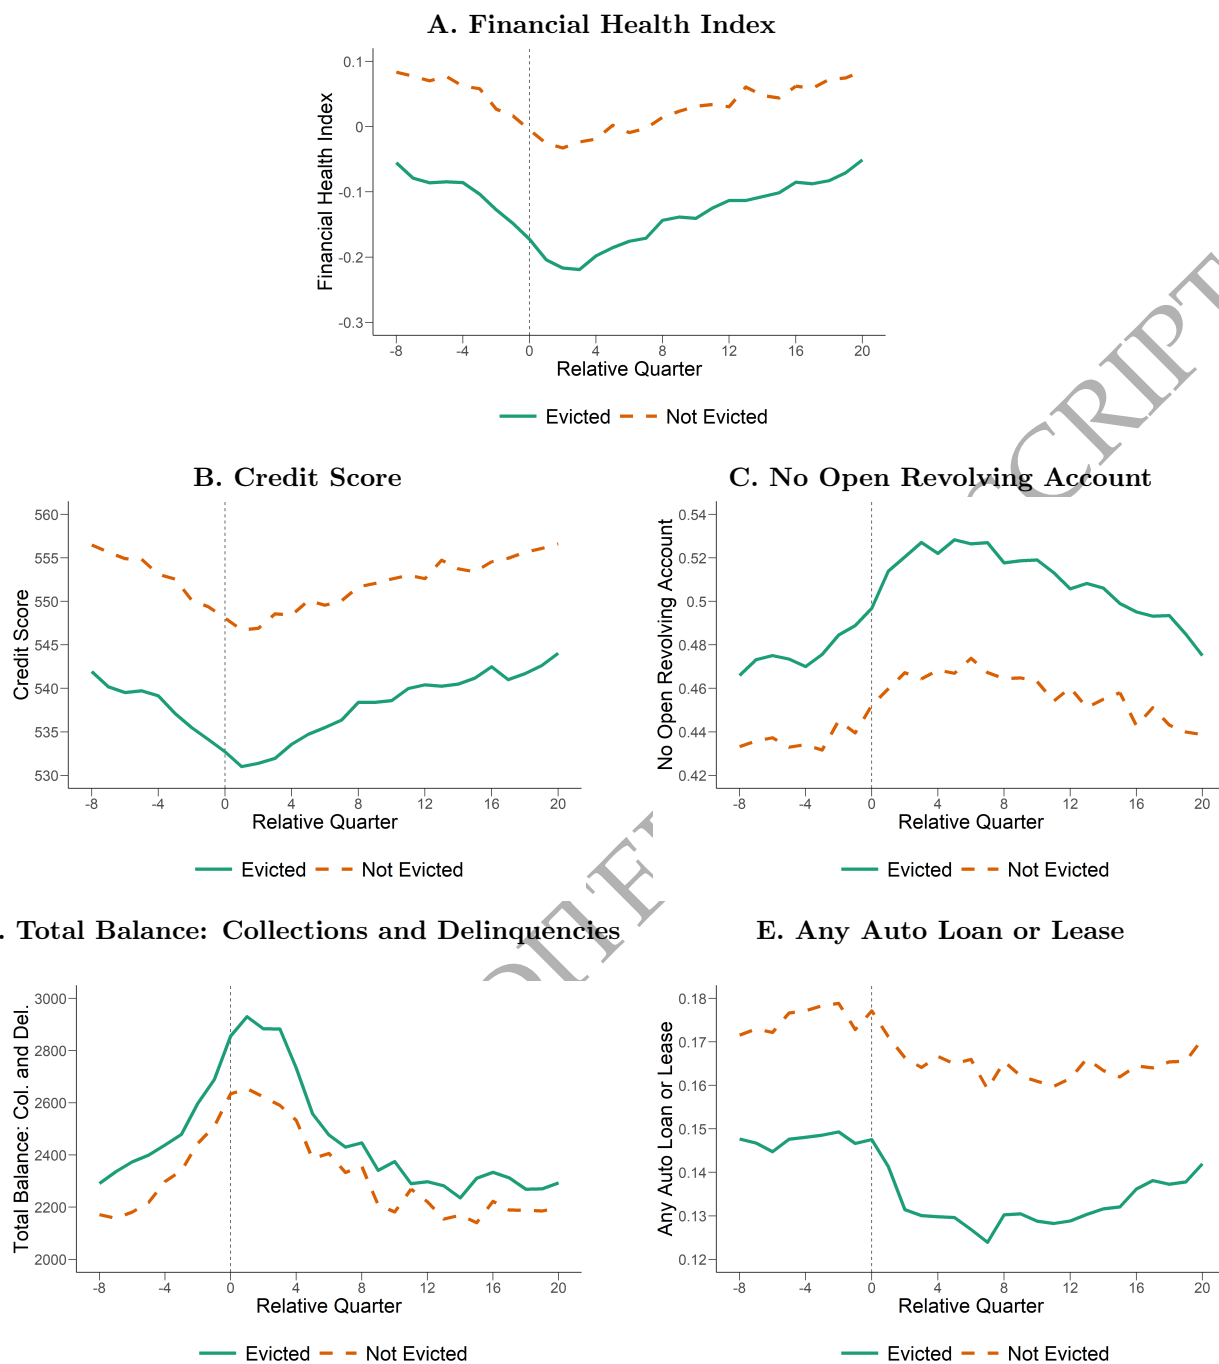 A. Financial Health Index
0.1
0
-0.1
-0.2
-0.3
Financial Health Index
-8 -4 0 4 8 12 16 20
Relative Quarter
Evicted Not Evicted
B. Credit Score
560
555
550
545
540
535
530
Credit Score
-8 -4 0 4 8 12 16 20
Relative Quarter
Evicted Not Evicted
C. No Open Revolving Account
0.54
0.52
0.5
0.48
0.46
0.44
0.42
No Open Revolving Account
-8 -4 0 4 8 12 16 20
Relative Quarter
Evicted Not Evicted
. Total Balance: Collections and Delinquencies
3000
2800
2600
2400
2200
2000
Total Balance: Col. and Del.
-8 -4 0 4 8 12 16 20
Relative Quarter
Evicted Not Evicted
E. Any Auto Loan or Lease
0.18
0.17
0.16
0.15
0.14
0.13
0.12
Any Auto Loan or Lease
-8 -4 0 4 8 12 16 20
Relative Quarter
Evicted Not Evicted